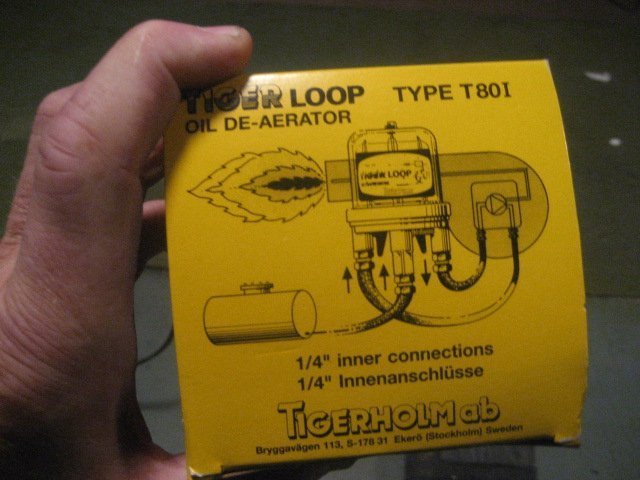 TIGER LOOP TYPE T80I
OIL DE-AERATOR
TIGER LOOP
1/4" inner connections
1/4" Innenanschlüsse
TIGERHOLM ab
Bryggavägen 113, S-178 31 Ekerö (Stockholm) Sweden